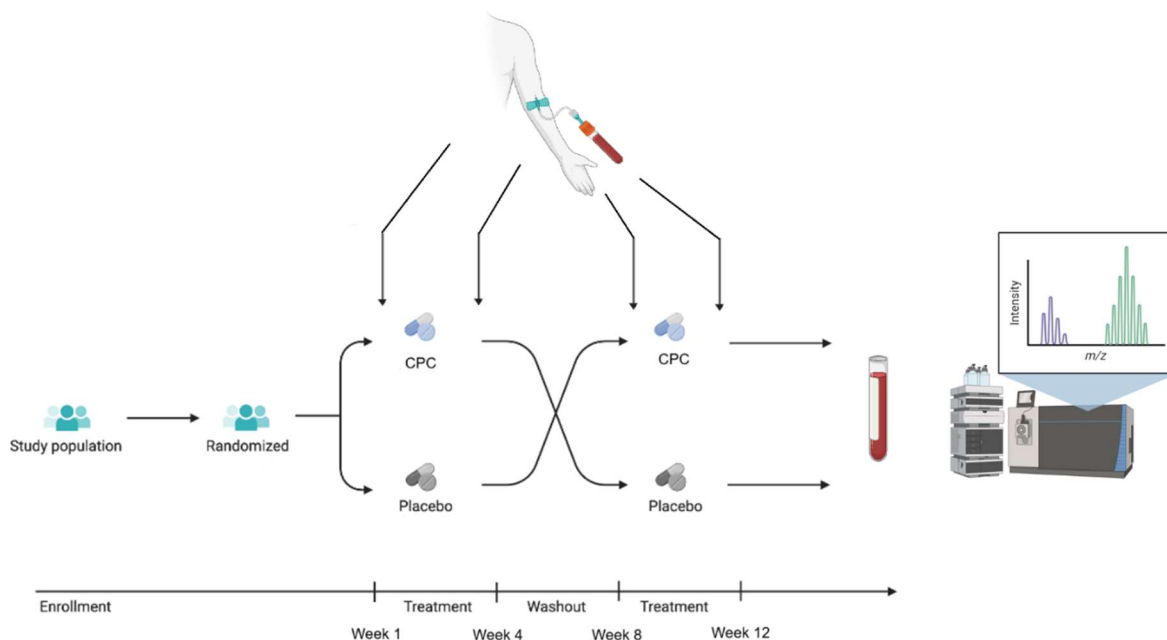 Intensity
m/z
CPC
CPC
Study population
Randomized
Placebo
Placebo
Enrollment
Treatment
Washout
Treatment
Week 1
Week 4
Week 8
Week 12